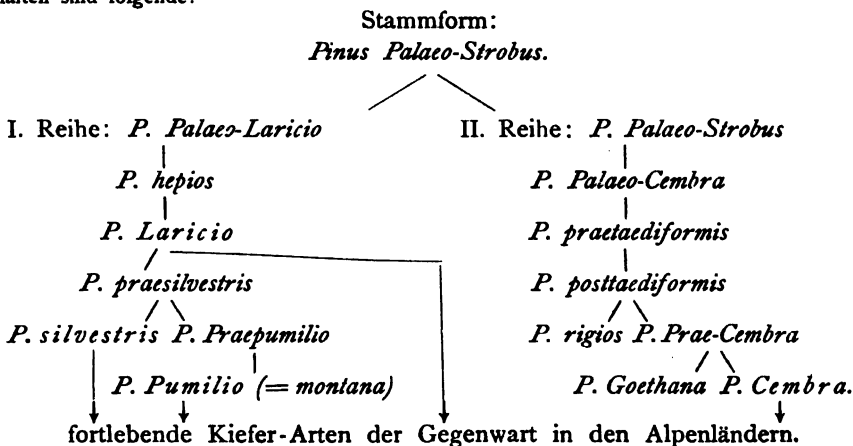 sind folgende:
Stammform:
Pinus Palaeo-Strobus.
I. Reihe: P. Palaeo-Laricio II. Reihe: P. Palaeo-Strobus
P. hepios P. Palaeo-Cembra
P. Laricio P. praetaediformis
P. praesilvestris P. posttaediformis
P. silvestris P. Praepumilio P. rigios P. Prae-Cembra
P. Pumilio (= montana) P. Goethana P. Cembra.
fortlebende Kiefer-Arten der Gegenwart in den Alpenländern.